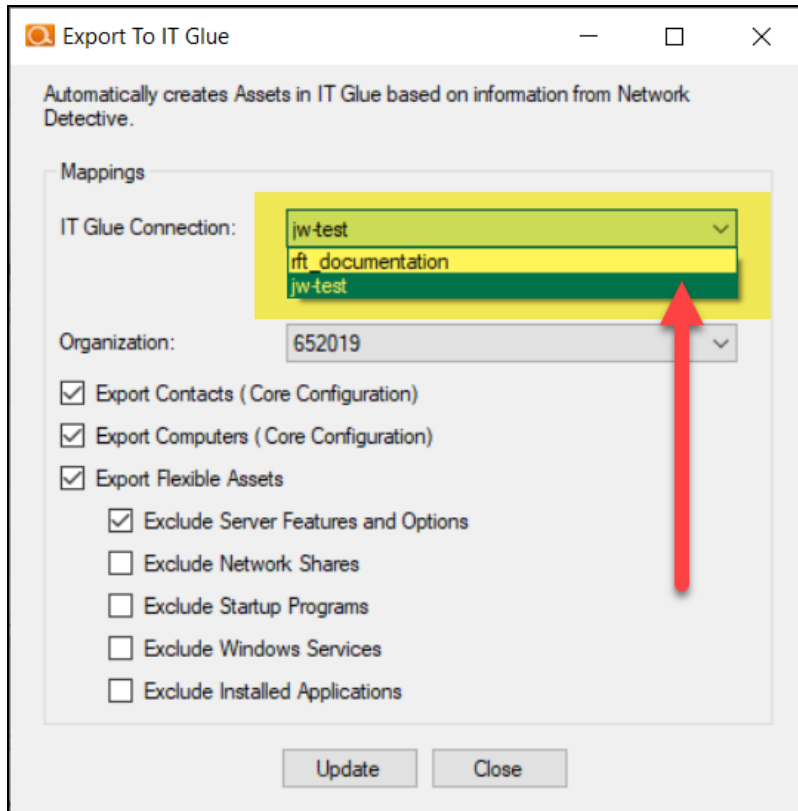 Export To IT Glue
Automatically creates Assets in IT Glue based on information from Network
Detective.
Mappings
IT Glue Connection:
jw-test
rft_documentation
jw-test
Organization:
652019
Export Contacts (Core Configuration)
Export Computers (Core Configuration)
Export Flexible Assets
Exclude Server Features and Options
Exclude Network Shares
Exclude Startup Programs
Exclude Windows Services
Exclude Installed Applications
Update
Close